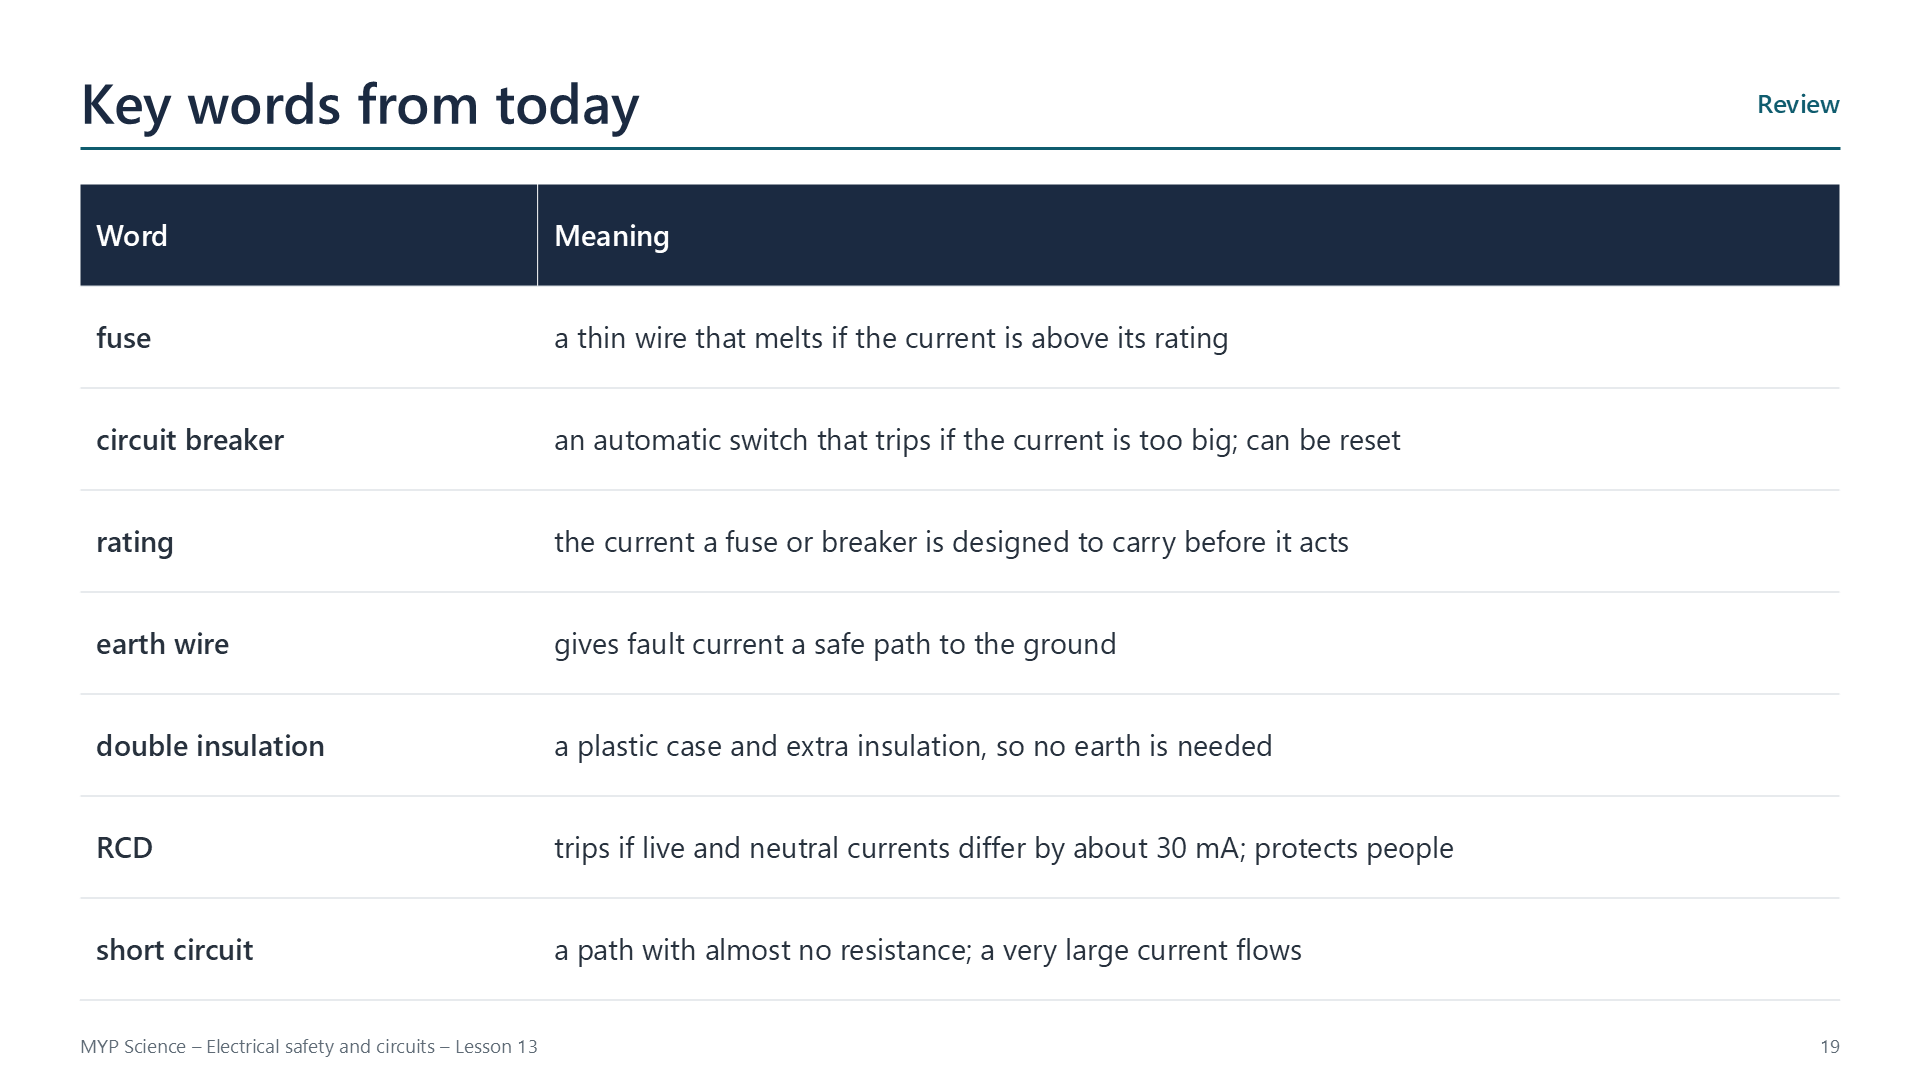 Key words from today
Review
Word
Meaning
fuse
a thin wire that melts if the current is above its rating
circuit breaker
an automatic switch that trips if the current is too big; can be reset
rating
the current a fuse or breaker is designed to carry before it acts
earth wire
gives fault current a safe path to the ground
double insulation
a plastic case and extra insulation, so no earth is needed
RCD
trips if live and neutral currents differ by about 30 mA; protects people
short circuit
a path with almost no resistance; a very large current flows
MYP Science – Electrical safety and circuits – Lesson 13
19